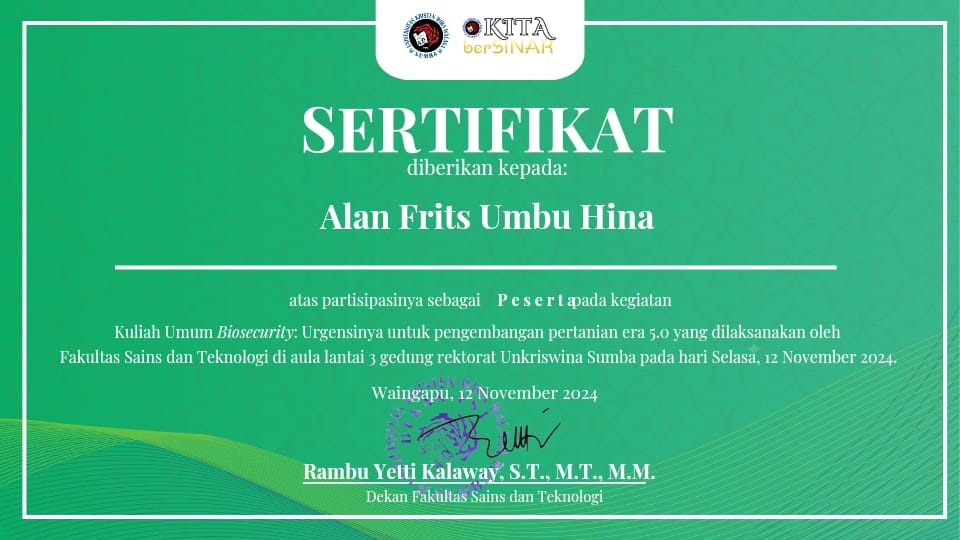 UNIVERSITAS KRISTEN WIRA WACANA
SUMBA
KITA
berSINAR
SERTIFIKAT
diberikan kepada:
Alan Frits Umbu Hina
atas partisipasinya sebagai Peserta pada kegiatan
Kuliah Umum Biosecurity: Urgensinya untuk pengembangan pertanian era 5.0 yang dilaksanakan oleh
Fakultas Sains dan Teknologi di aula lantai 3 gedung rektorat Unkriswina Sumba pada hari Selasa, 12 November 2024.
Waingapu, 12 November 2024
Rambu Yetti Kalaway, S.T., M.T., M.M.
Dekan Fakultas Sains dan Teknologi